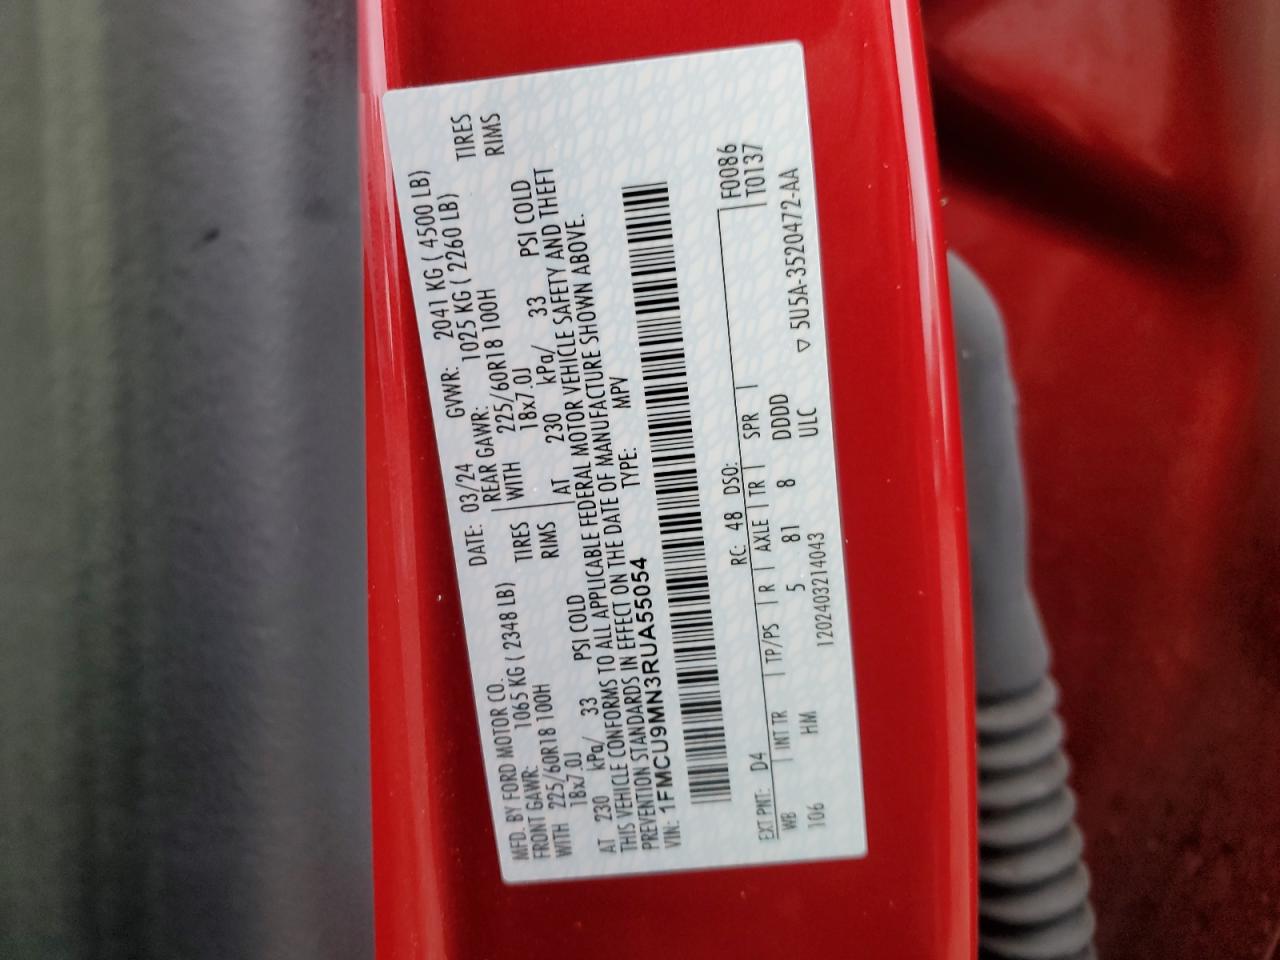 MFD. BY FORD MOTOR CO. DATE: 03/24 GVWR: 2041 KG ( 4500 LB)
FRONT GAWR: 1065 KG ( 2348 LB) REAR GAWR: 1025 KG ( 2260 LB)
WITH 225/60R18 100H TIRES WITH 225/60R18 100H TIRES
18x7.0J RIMS 18x7.0J RIMS
AT 230 kPa/ 33 PSI COLD AT 230 kPa/ 33 PSI COLD
THIS VEHICLE CONFORMS TO ALL APPLICABLE FEDERAL MOTOR VEHICLE SAFETY AND THEFT
PREVENTION STANDARDS IN EFFECT ON THE DATE OF MANUFACTURE SHOWN ABOVE.
VIN: 1FMCU9MN3RUA55054 TYPE: MPV
EXT PNT: D4 RC: 48 DSO: F0086
WB INT TR TP/PS R AXLE TR SPR T0137
106 HM 5 81 8 DDDD
1202403214043 ULC ▽ 5U5A-3520472-AA